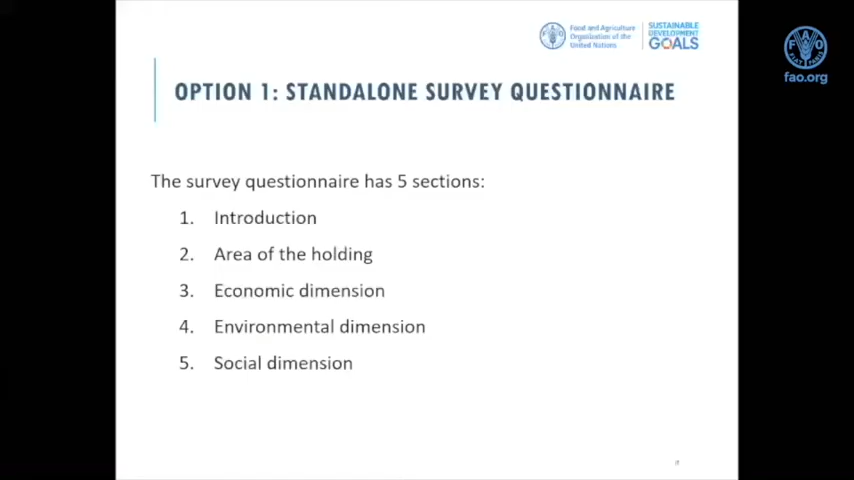 Food and Agriculture
Organization of the
United Nations
SUSTAINABLE
DEVELOPMENT
GOALS
fao.org
OPTION 1: STANDALONE SURVEY QUESTIONNAIRE
The survey questionnaire has 5 sections:
1. Introduction
2. Area of the holding
3. Economic dimension
4. Environmental dimension
5. Social dimension